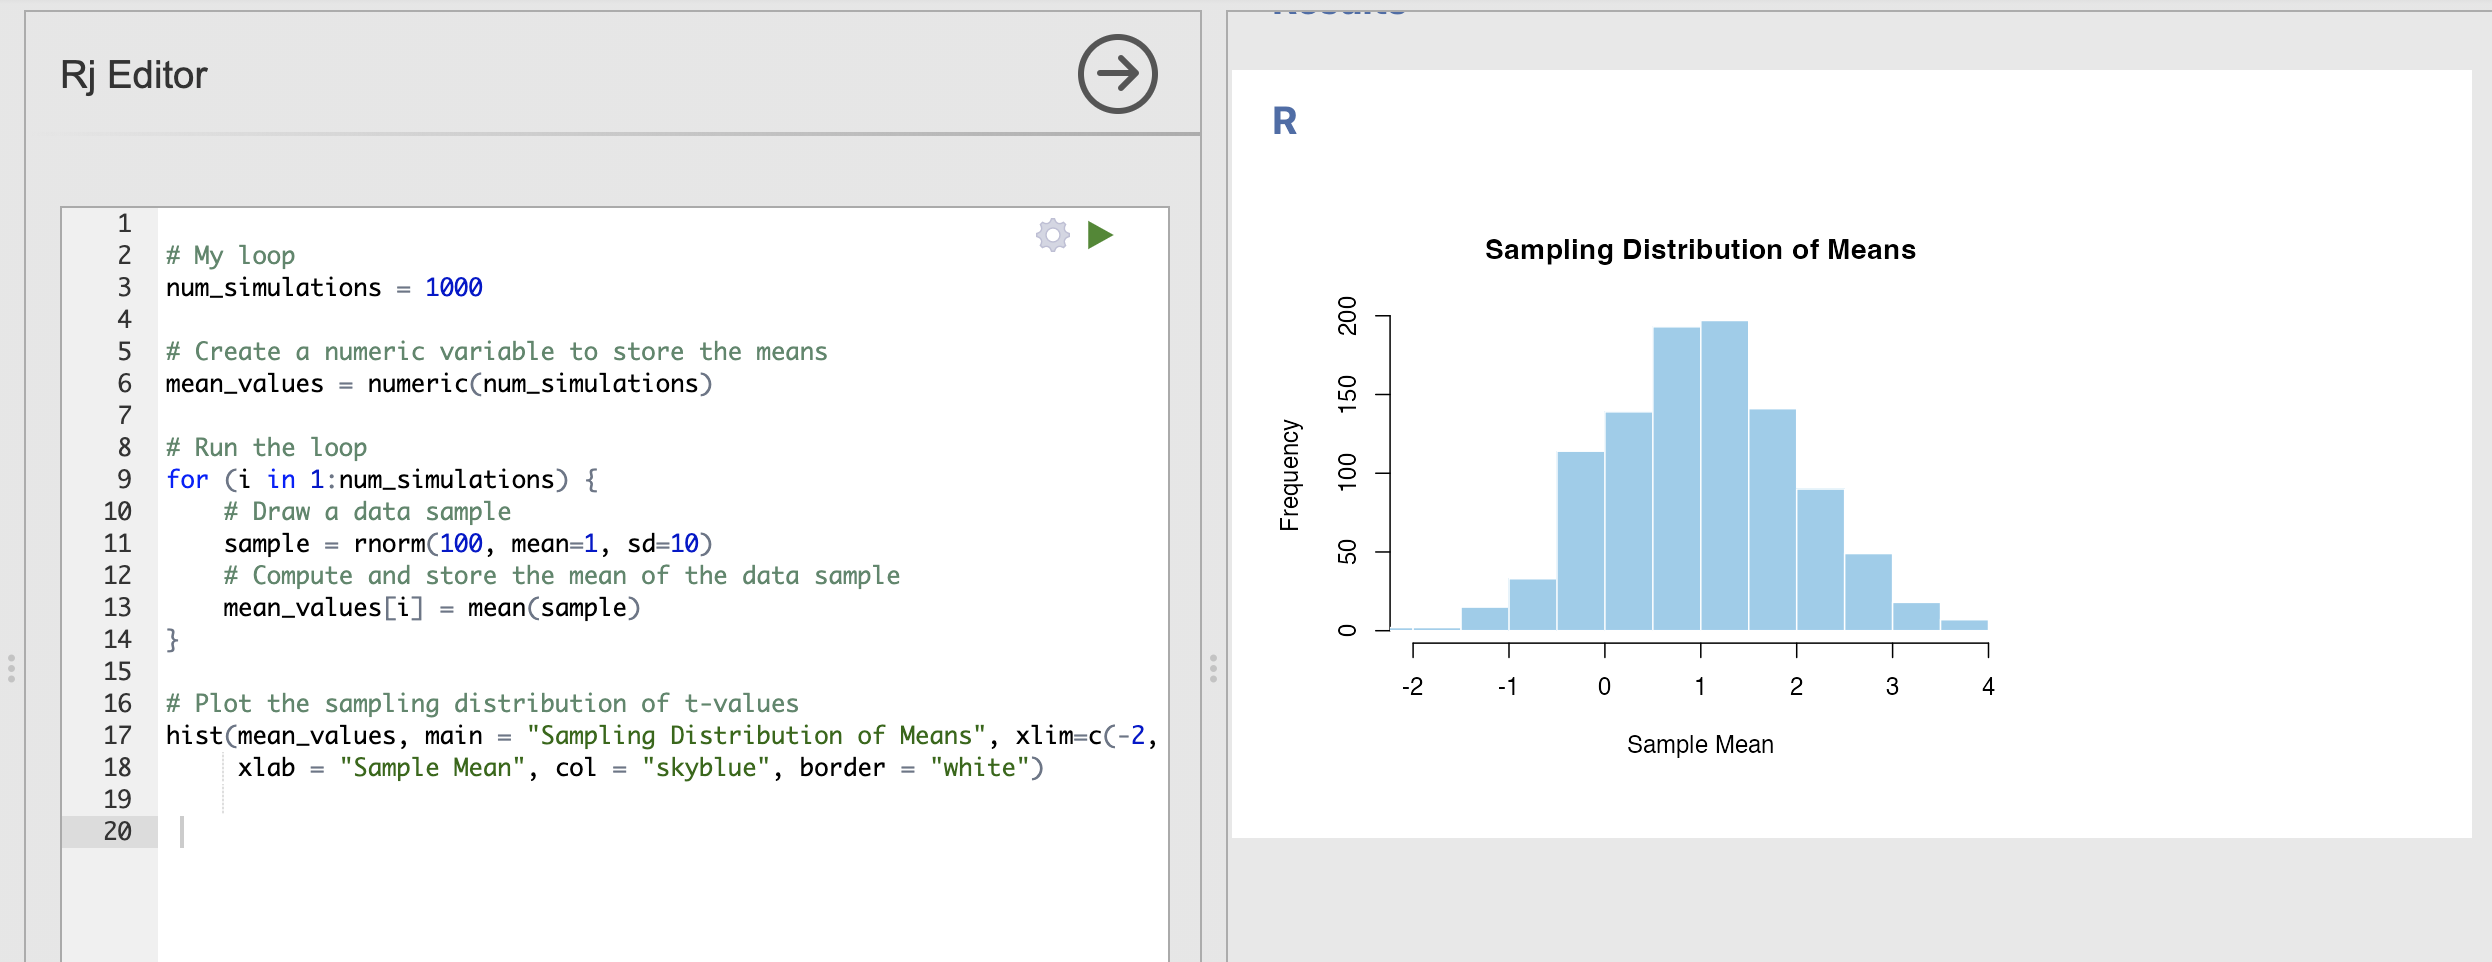 Rj Editor
1
2 # My loop
3 num_simulations = 1000
4
5 # Create a numeric variable to store the means
6 mean_values = numeric(num_simulations)
7
8 # Run the loop
9 for (i in 1:num_simulations) {
10     # Draw a data sample
11     sample = rnorm(100, mean=1, sd=10)
12     # Compute and store the mean of the data sample
13     mean_values[i] = mean(sample)
14 }
15
16 # Plot the sampling distribution of t-values
17 hist(mean_values, main = "Sampling Distribution of Means", xlim=c(-2,
18      xlab = "Sample Mean", col = "skyblue", border = "white")
19
20
Results
R
Sampling Distribution of Means
Frequency
200
150
100
50
0
-2 -1 0 1 2 3 4
Sample Mean